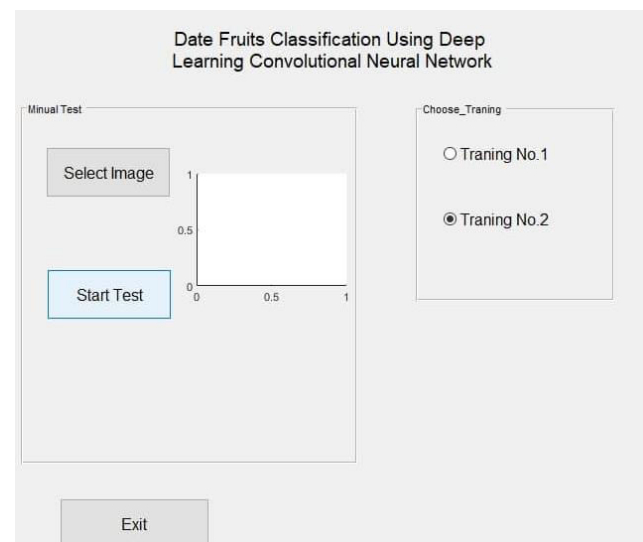 Date Fruits Classification Using Deep
Learning Convolutional Neural Network
Minual Test
Select Image
1
0.5
0
0
0.5
1
Start Test
Choose_Traning
Traning No.1
Traning No.2
Exit